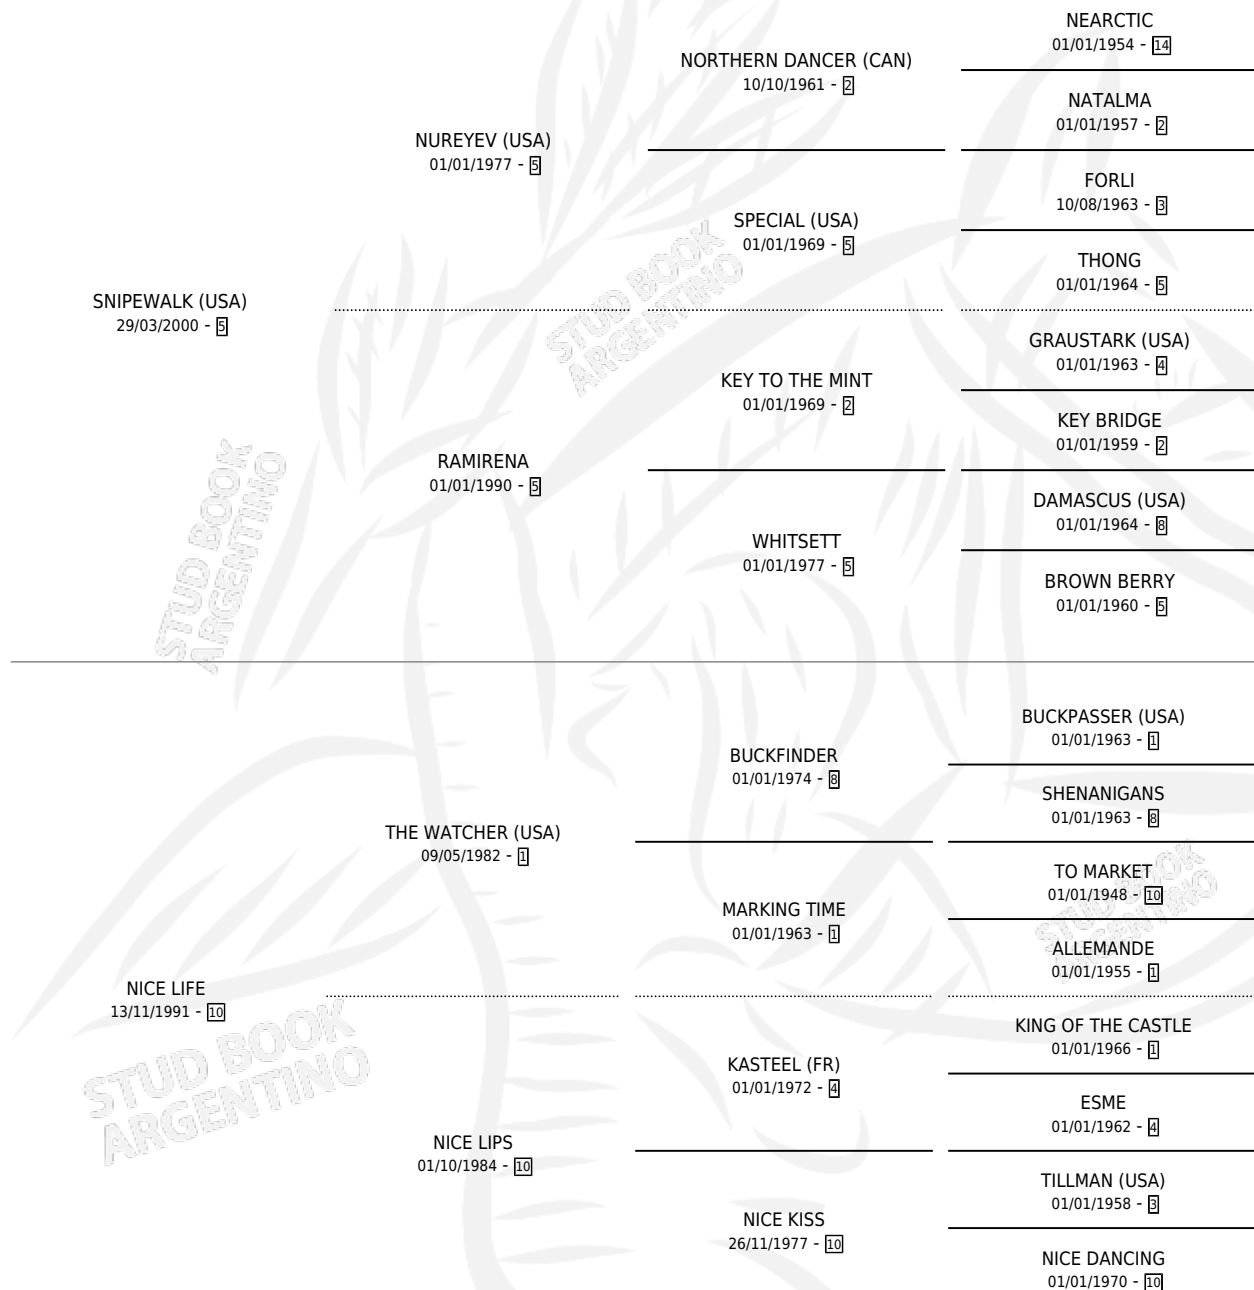 NEARCTIC
01/01/1954 - 14
NORTHERN DANCER (CAN)
10/10/1961 - 2
NATALMA
01/01/1957 - 2
NUREYEV (USA)
01/01/1977 - 5
FORLI
10/08/1963 - 3
SPECIAL (USA)
01/01/1969 - 5
THONG
01/01/1964 - 5
SNIPEWALK (USA)
29/03/2000 - 5
GRAUSTARK (USA)
01/01/1963 - 4
KEY TO THE MINT
01/01/1969 - 2
KEY BRIDGE
01/01/1959 - 2
RAMIRENA
01/01/1990 - 5
DAMASCUS (USA)
01/01/1964 - 8
WHITSETT
01/01/1977 - 5
BROWN BERRY
01/01/1960 - 5
BUCKPASSER (USA)
01/01/1963 - 1
BUCKFINDER
01/01/1974 - 8
SHENANIGANS
01/01/1963 - 8
THE WATCHER (USA)
09/05/1982 - 1
TO MARKET
01/01/1948 - 10
MARKING TIME
01/01/1963 - 1
ALLEMANDE
01/01/1955 - 1
NICE LIFE
13/11/1991 - 10
KING OF THE CASTLE
01/01/1966 - 1
KASTEEL (FR)
01/01/1972 - 4
ESME
01/01/1962 - 4
NICE LIPS
01/10/1984 - 10
TILLMAN (USA)
01/01/1958 - 3
NICE KISS
26/11/1977 - 10
NICE DANCING
01/01/1970 - 10
STUD BOOK
ARGENTINO
STUD BOOK
ARGENTINO
STUD BOOK
ARGENTINO
STUD BOOK
ARGENTINO